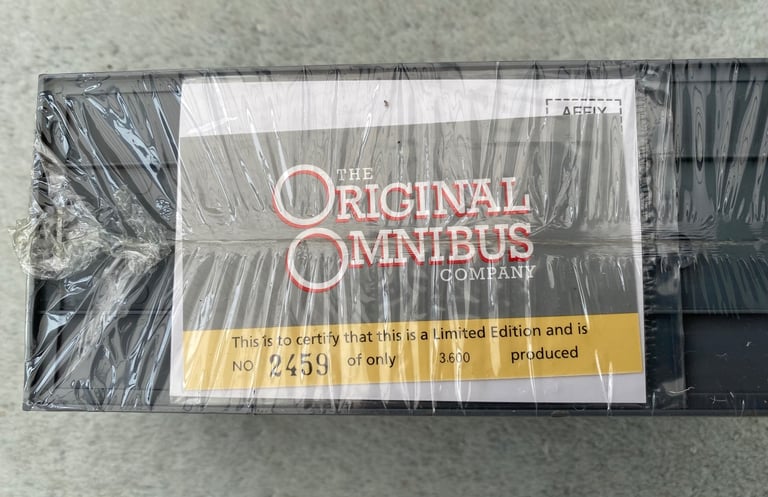 AFFIX
THE
ORIGINAL
OMNIBUS
COMPANY
This is to certify that this is a Limited Edition and is
NO 2459 of only 3.600 produced